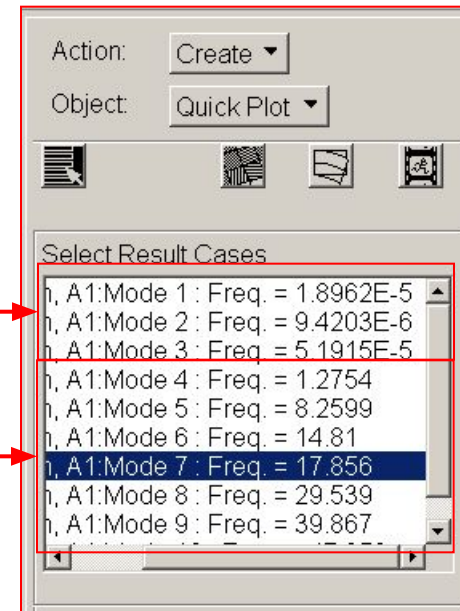 Action: Create
Object: Quick Plot
Select Result Cases
n, A1:Mode 1 : Freq. = 1.8962E-5
n, A1:Mode 2 : Freq. = 9.4203E-6
n, A1:Mode 3 : Freq. = 5.1915E-5
n, A1:Mode 4 : Freq. = 1.2754
n, A1:Mode 5 : Freq. = 8.2599
n, A1:Mode 6 : Freq. = 14.81
n, A1:Mode 7 : Freq. = 17.856
n, A1:Mode 8 : Freq. = 29.539
n, A1:Mode 9 : Freq. = 39.867